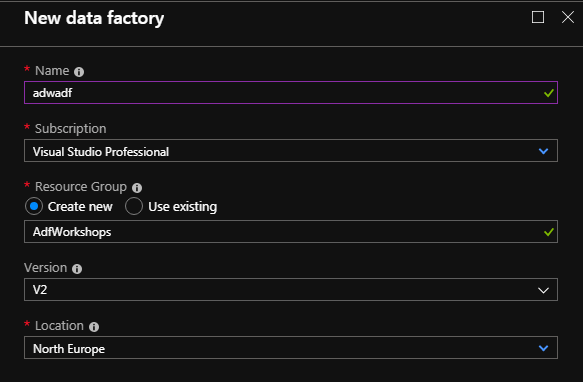 New data factory
* Name
adwadf
* Subscription
Visual Studio Professional
* Resource Group
Create new Use existing
AdfWorkshops
Version
V2
* Location
North Europe